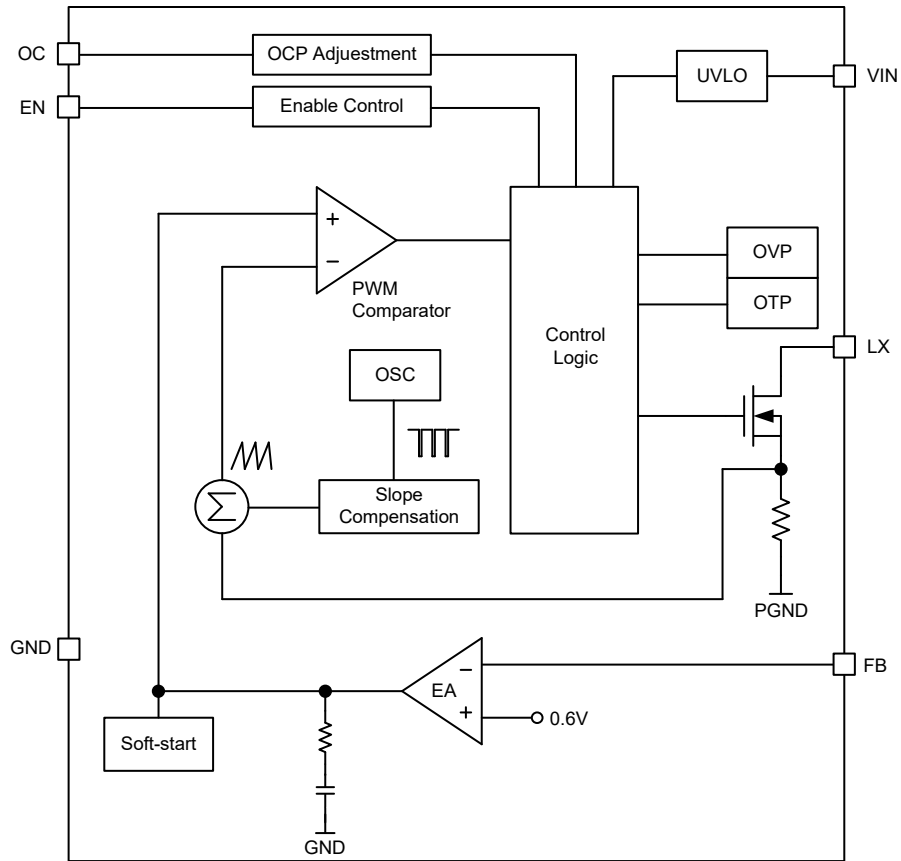 OC
OCP Adjuestment
UVLO
VIN
EN
Enable Control
+
−
PWM
Comparator
OVP
OTP
Control
Logic
LX
OSC
Σ
Slope
Compensation
PGND
GND
FB
−
EA
+
0.6V
Soft-start
GND